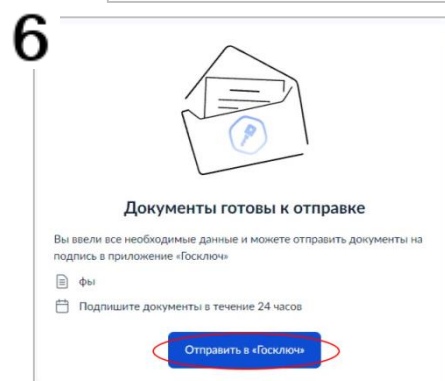 6
Документы готовы к отправке
Вы ввели все необходимые данные и можете отправить документы на
подпись в приложение «Госключ»
фы
Подпишите документы в течение 24 часов
Отправить в «Госключ»